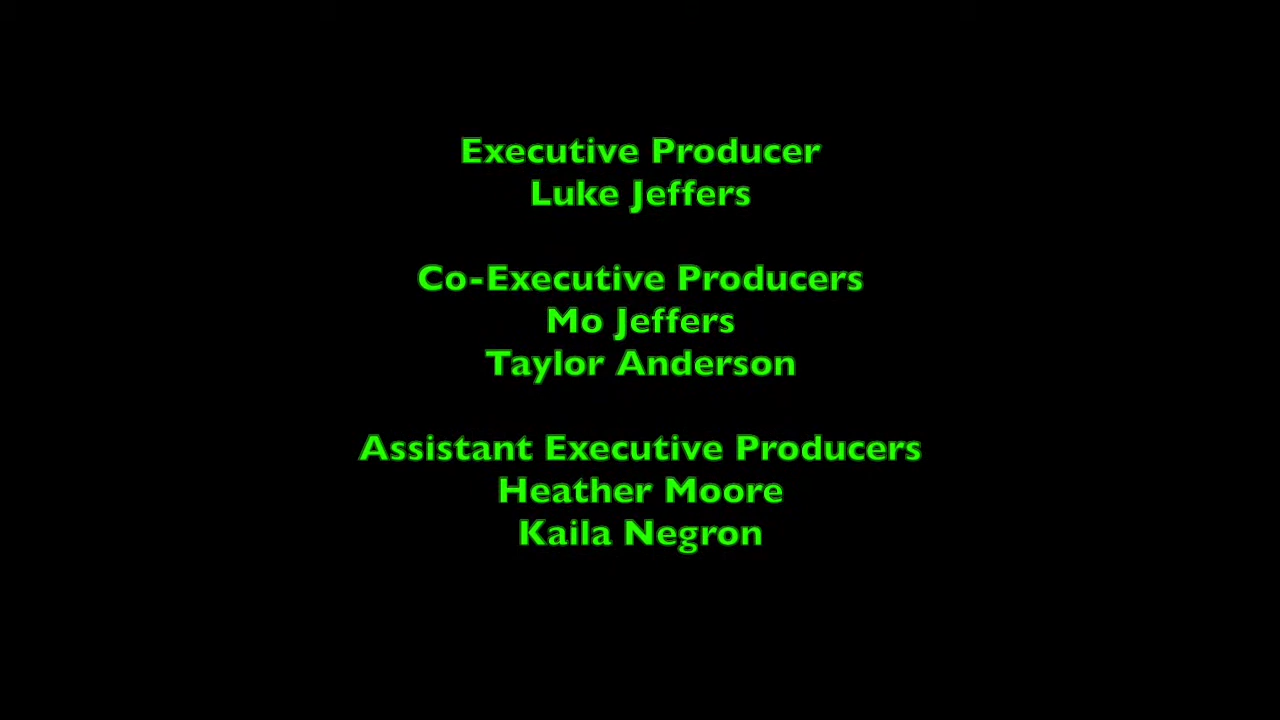 Executive Producer
Luke Jeffers
Co-Executive Producers
Mo Jeffers
Taylor Anderson
Assistant Executive Producers
Heather Moore
Kaila Negron